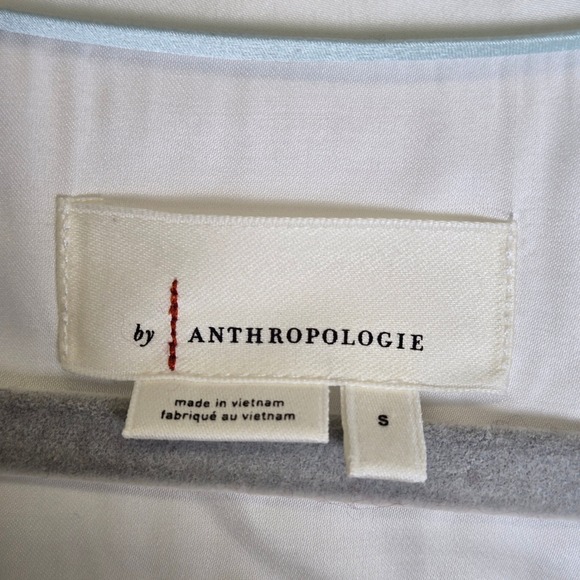 by ANTHROPOLOGIE
made in vietnam
fabriqué au vietnam
S